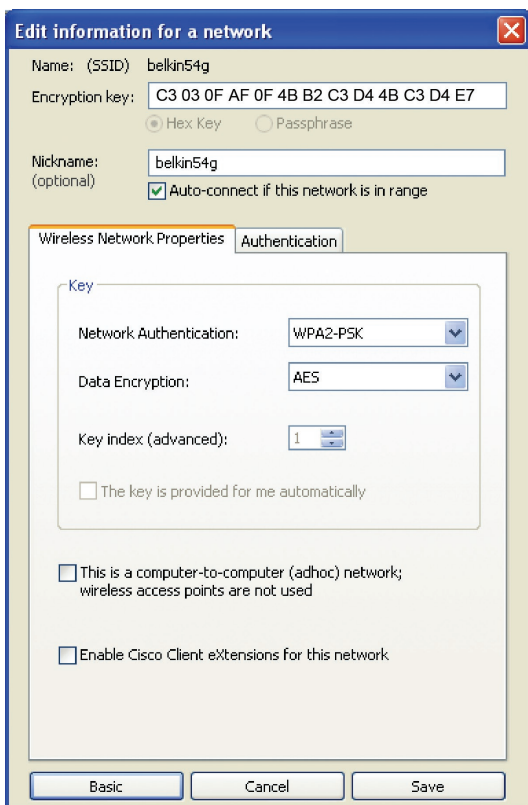 Edit information for a network
Name: (SSID) belkin54g
Encryption key: C3 03 0F AF 0F 4B B2 C3 D4 4B C3 D4 E7
Hex Key Passphrase
Nickname: belkin54g
(optional)
Auto-connect if this network is in range
Wireless Network Properties Authentication
Key
Network Authentication: WPA2-PSK
Data Encryption: AES
Key index (advanced): 1
The key is provided for me automatically
This is a computer-to-computer (adhoc) network;
wireless access points are not used
Enable Cisco Client eXtensions for this network
Basic Cancel Save